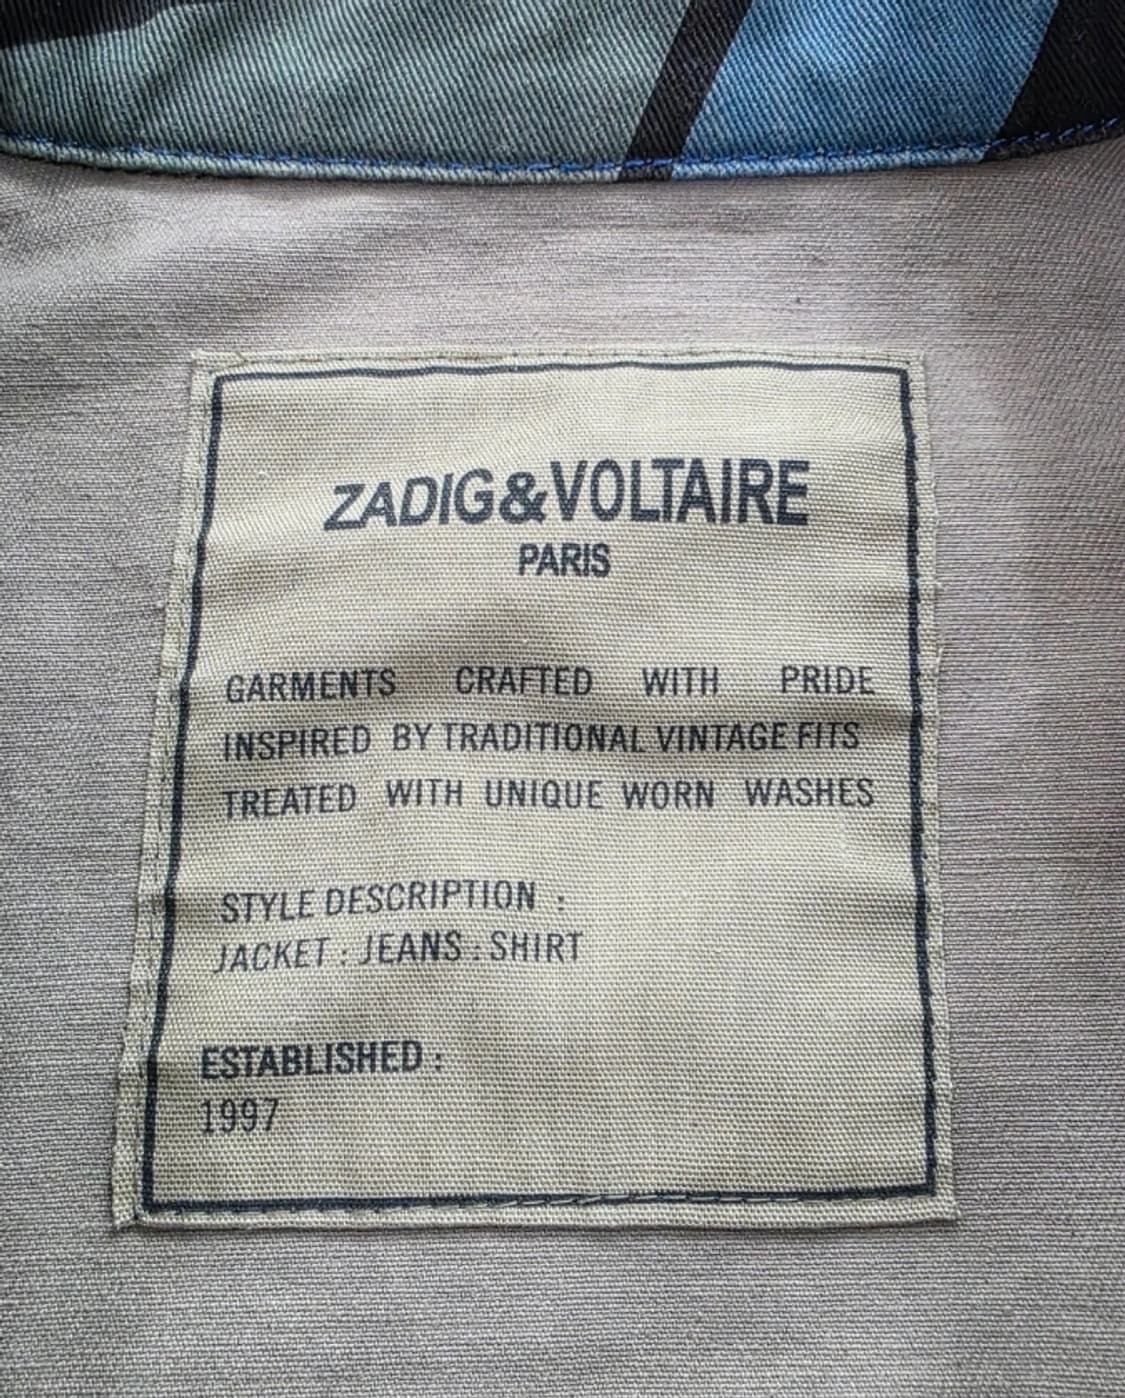 ZADIG&VOLTAIRE
PARIS
GARMENTS CRAFTED WITH PRIDE
INSPIRED BY TRADITIONAL VINTAGE FITS
TREATED WITH UNIQUE WORN WASHES
STYLE DESCRIPTION :
JACKET : JEANS : SHIRT
ESTABLISHED :
1997